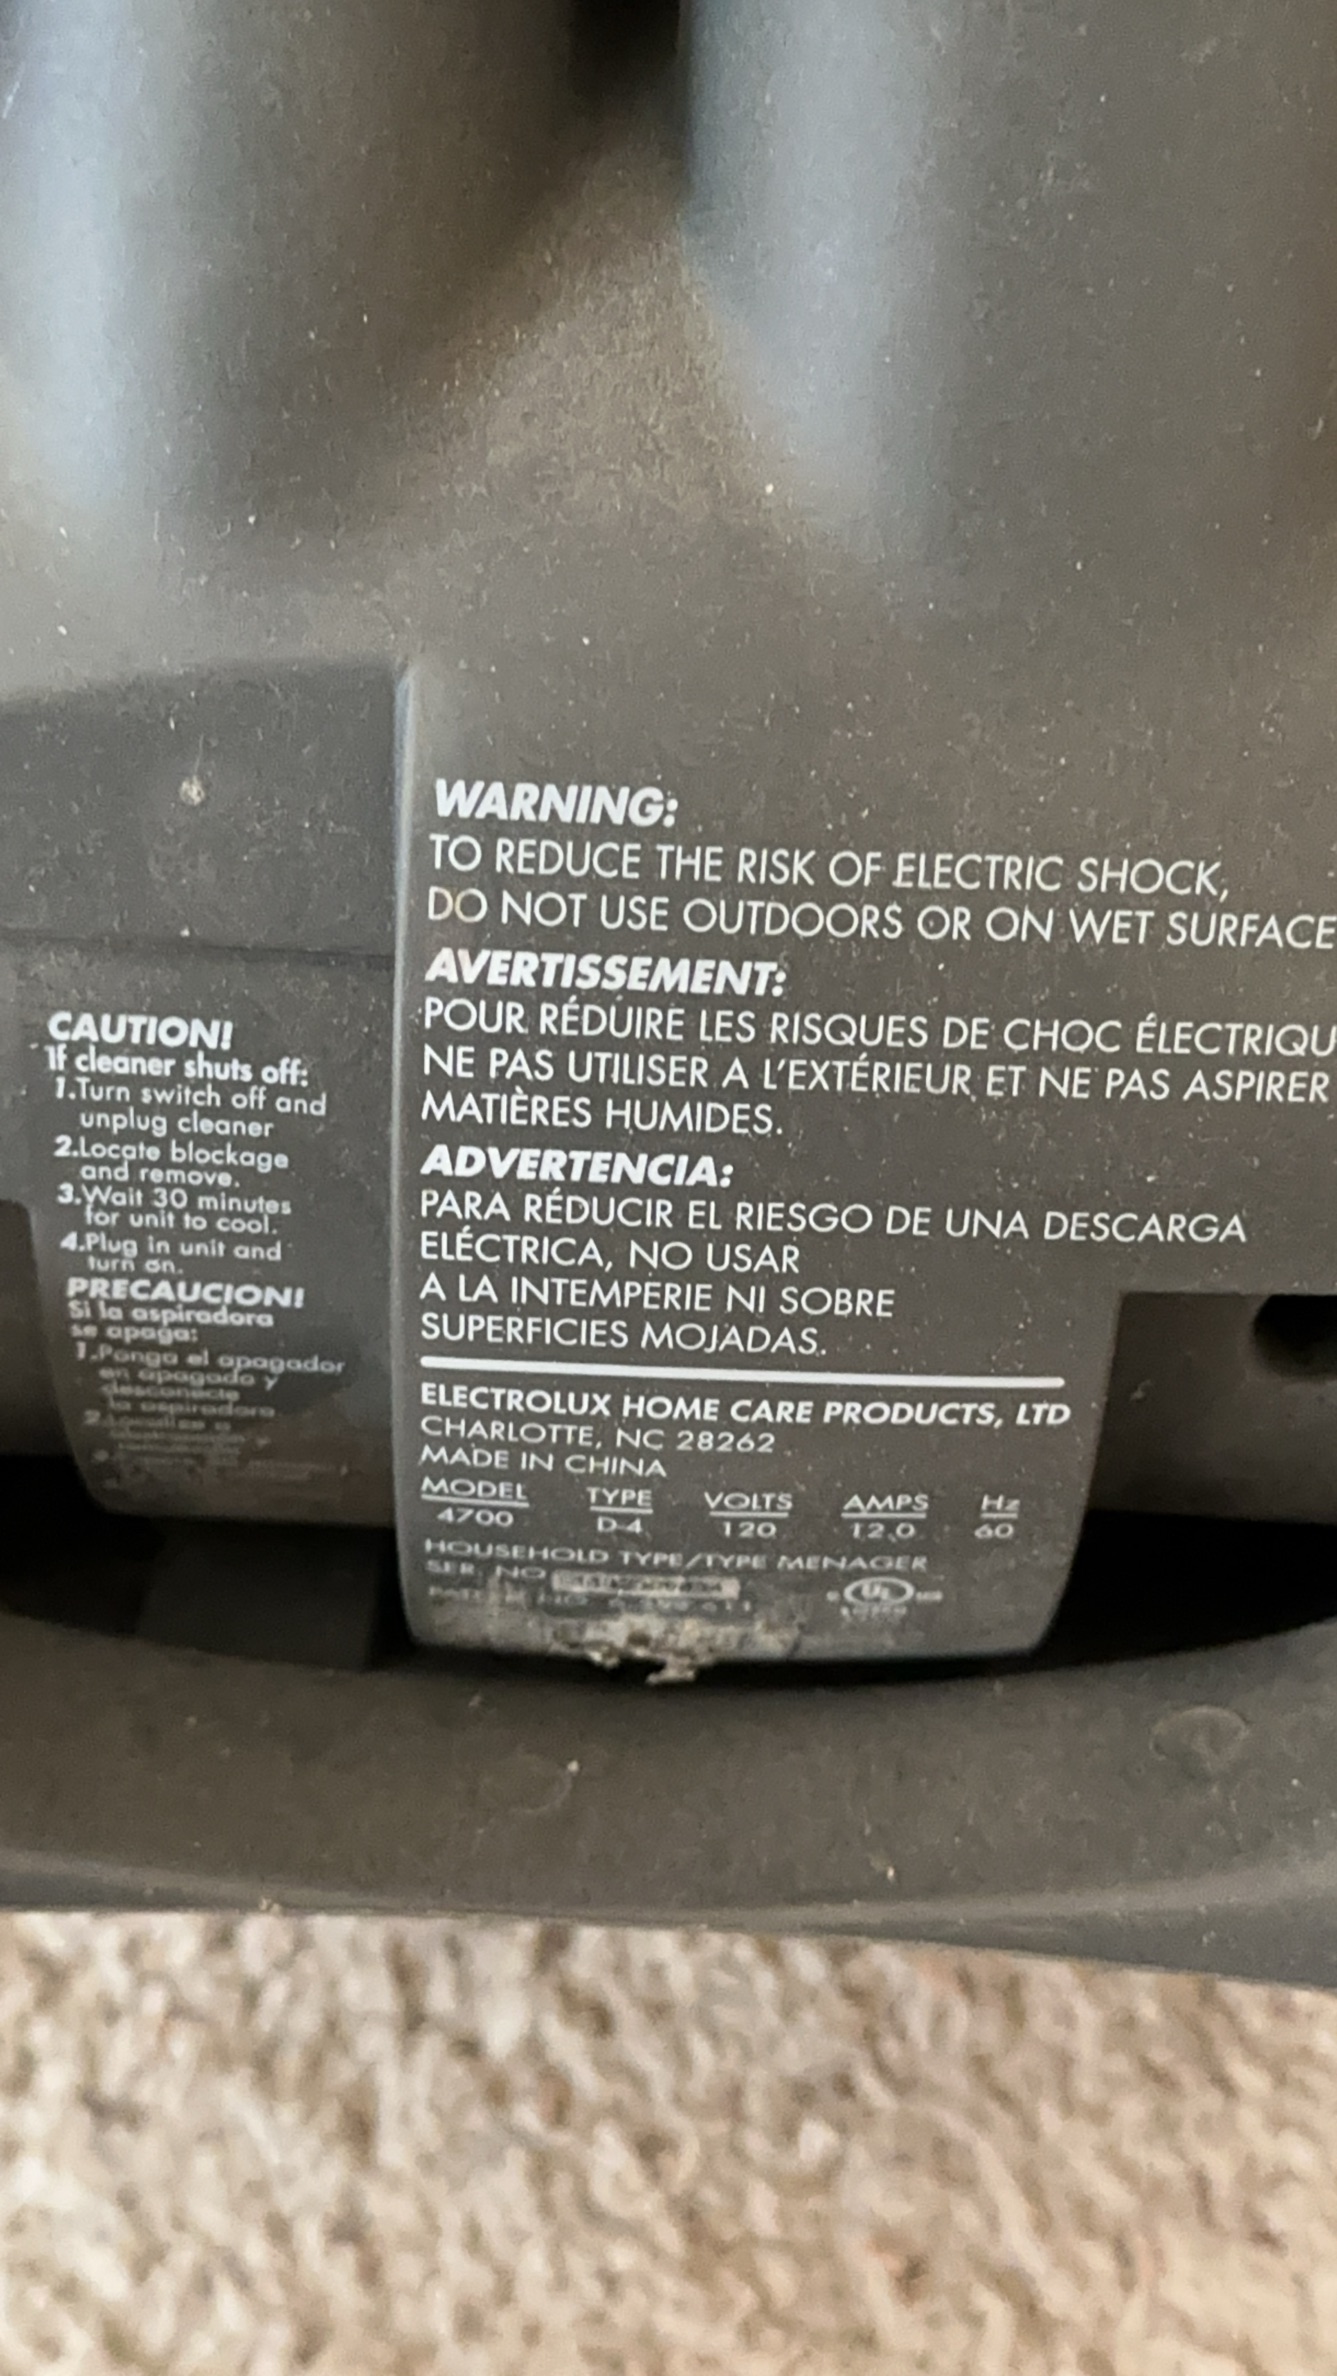 WARNING:
TO REDUCE THE RISK OF ELECTRIC SHOCK,
DO NOT USE OUTDOORS OR ON WET SURFACE
AVERTISSEMENT:
POUR RÉDUIRE LES RISQUES DE CHOC ÉLECTRIQU
NE PAS UTILISER A L'EXTÉRIEUR ET NE PAS ASPIRER
MATIÈRES HUMIDES.
ADVERTENCIA:
PARA RÉDUCIR EL RIESGO DE UNA DESCARGA
ELÉCTRICA, NO USAR
A LA INTEMPERIE NI SOBRE
SUPERFICIES MOJADAS.
ELECTROLUX HOME CARE PRODUCTS, LTD
CHARLOTTE, NC 28262
MADE IN CHINA
MODEL TYPE VOLTS AMPS Hz
4700 D-4 120 12.0 60
HOUSEHOLD TYPE/TYPE MENAGER
SER. NO
UL
CAUTION!
If cleaner shuts off:
1.Turn switch off and
unplug cleaner
2.Locate blockage
and remove.
3.Wait 30 minutes
for unit to cool.
4.Plug in unit and
turn on.
PRECAUCION!
Si la aspiradora
se apaga:
1.Ponga el apagador
en apagado y
desconecte
la aspiradora